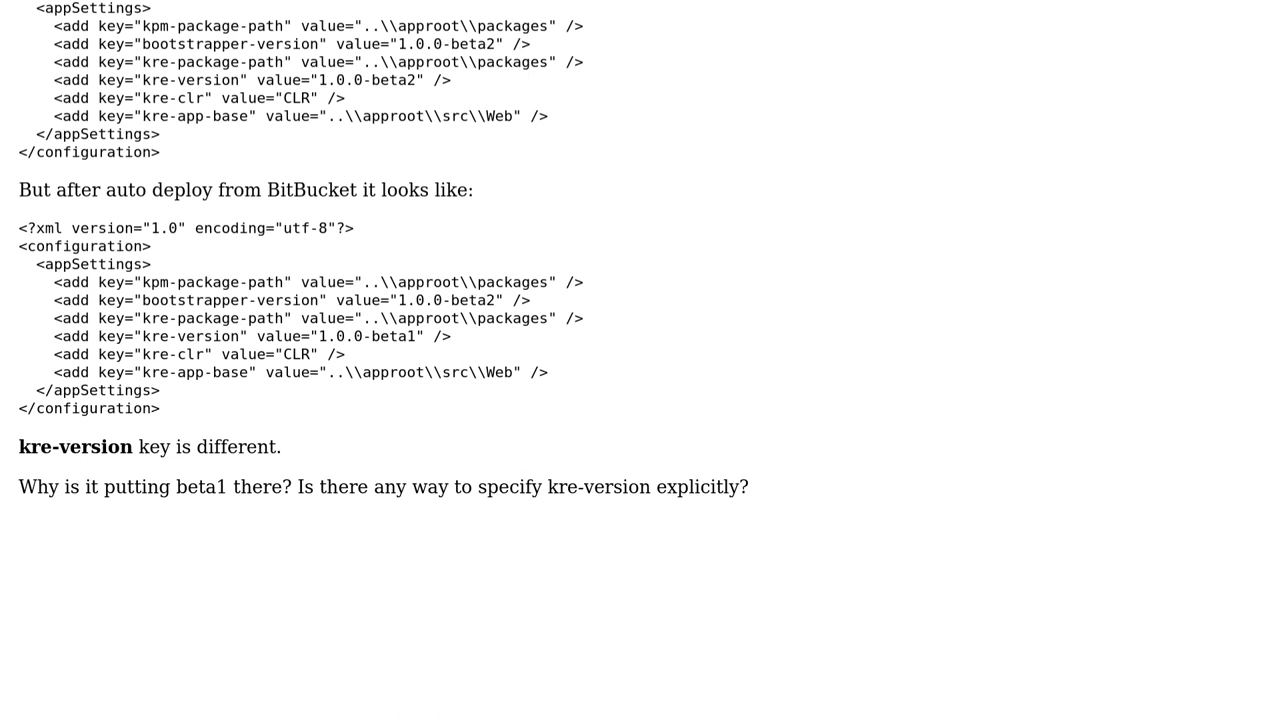 <appSettings>
<add key="kpm-package-path" value="..\\approot\\packages" />
<add key="bootstrapper-version" value="1.0.0-beta2" />
<add key="kre-package-path" value="..\\approot\\packages" />
<add key="kre-version" value="1.0.0-beta2" />
<add key="kre-clr" value="CLR" />
<add key="kre-app-base" value="..\\approot\\src\\Web" />
</appSettings>
</configuration>
But after auto deploy from BitBucket it looks like:
<?xml version="1.0" encoding="utf-8"?>
<configuration>
<appSettings>
<add key="kpm-package-path" value="..\\approot\\packages" />
<add key="bootstrapper-version" value="1.0.0-beta2" />
<add key="kre-package-path" value="..\\approot\\packages" />
<add key="kre-version" value="1.0.0-beta1" />
<add key="kre-clr" value="CLR" />
<add key="kre-app-base" value="..\\approot\\src\\Web" />
</appSettings>
</configuration>
kre-version key is different.
Why is it putting beta1 there? Is there any way to specify kre-version explicitly?